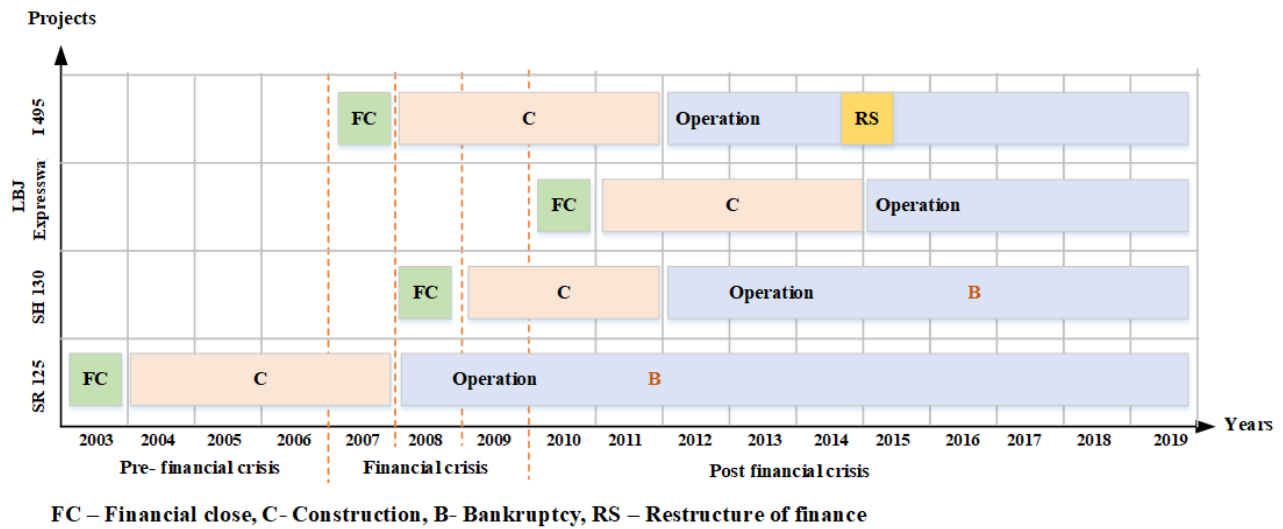 Projects
I 495
FC
C
Operation
RS
LBJ
Expresswa
FC
C
Operation
SH 130
FC
C
Operation
B
SR 125
FC
C
Operation
B
2003 2004 2005 2006 2007 2008 2009 2010 2011 2012 2013 2014 2015 2016 2017 2018 2019 Years
Pre- financial crisis Financial crisis Post financial crisis
FC – Financial close, C- Construction, B- Bankruptcy, RS – Restructure of finance